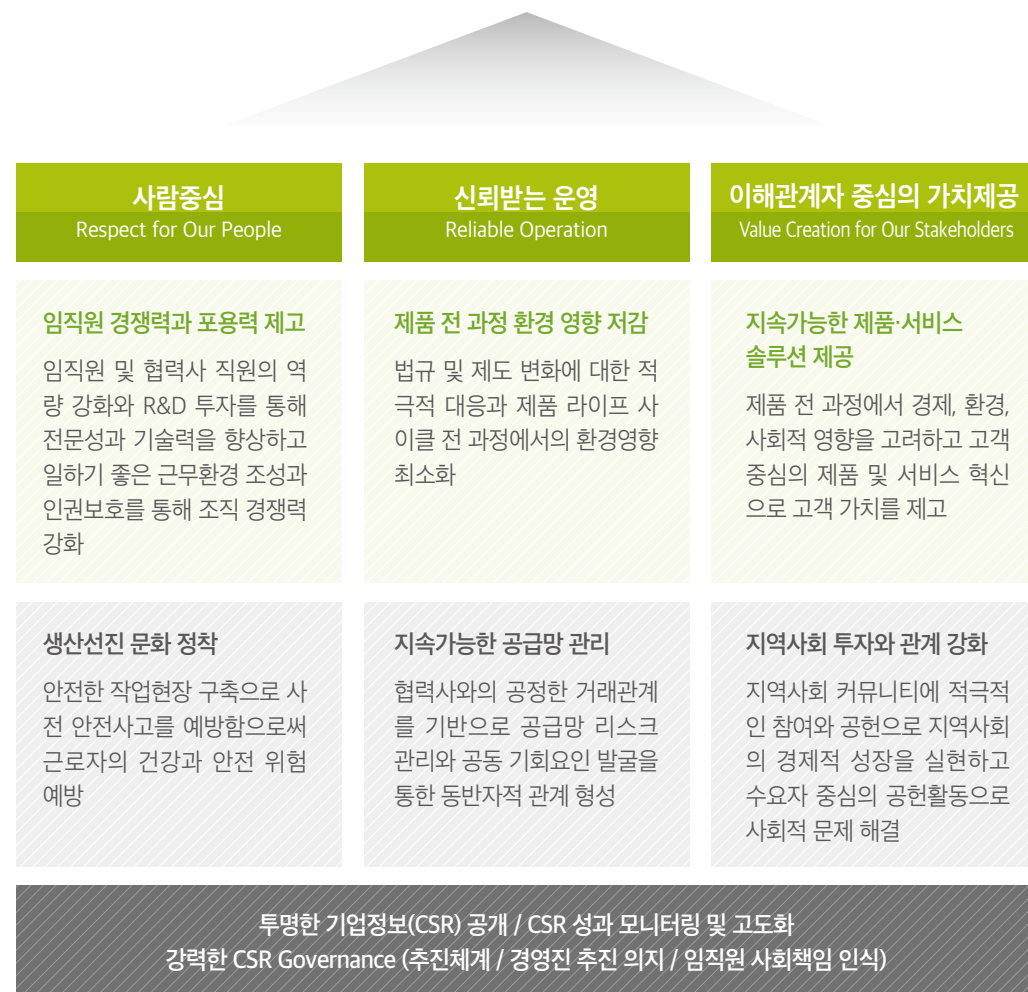 사람중심
Respect for Our People
신뢰받는 운영
Reliable Operation
이해관계자 중심의 가치제공
Value Creation for Our Stakeholders
임직원 경쟁력과 포용력 제고
임직원 및 협력사 직원의 역
량 강화와 R&D 투자를 통해
전문성과 기술력을 향상하고
일하기 좋은 근무환경 조성과
인권보호를 통해 조직 경쟁력
강화
제품 전 과정 환경 영향 저감
법규 및 제도 변화에 대한 적
극적 대응과 제품 라이프 사
이클 전 과정에서의 환경영향
최소화
지속가능한 제품·서비스
솔루션 제공
제품 전 과정에서 경제, 환경,
사회적 영향을 고려하고 고객
중심의 제품 및 서비스 혁신
으로 고객 가치를 제고
생산선진 문화 정착
안전한 작업현장 구축으로 사
전 안전사고를 예방함으로써
근로자의 건강과 안전 위험
예방
지속가능한 공급망 관리
협력사와의 공정한 거래관계
를 기반으로 공급망 리스크
관리와 공동 기회요인 발굴을
통한 동반자적 관계 형성
지역사회 투자와 관계 강화
지역사회 커뮤니티에 적극적
인 참여와 공헌으로 지역사회
의 경제적 성장을 실현하고
수요자 중심의 공헌활동으로
사회적 문제 해결
투명한 기업정보(CSR) 공개 / CSR 성과 모니터링 및 고도화
강력한 CSR Governance (추진체계 / 경영진 추진 의지 / 임직원 사회책임 인식)